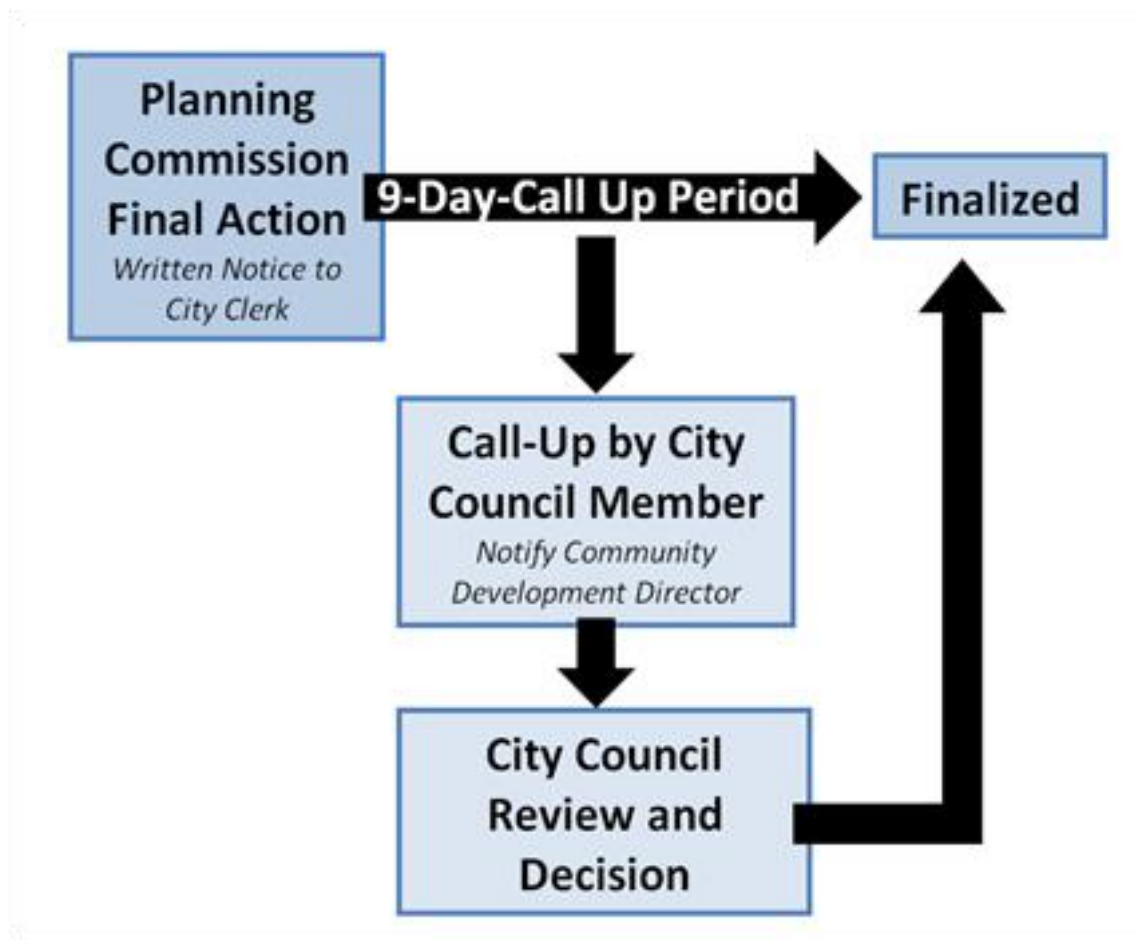 Planning
Commission
Final Action
Written Notice to
City Clerk
9-Day-Call Up Period
Finalized
Call-Up by City
Council Member
Notify Community
Development Director
City Council
Review and
Decision